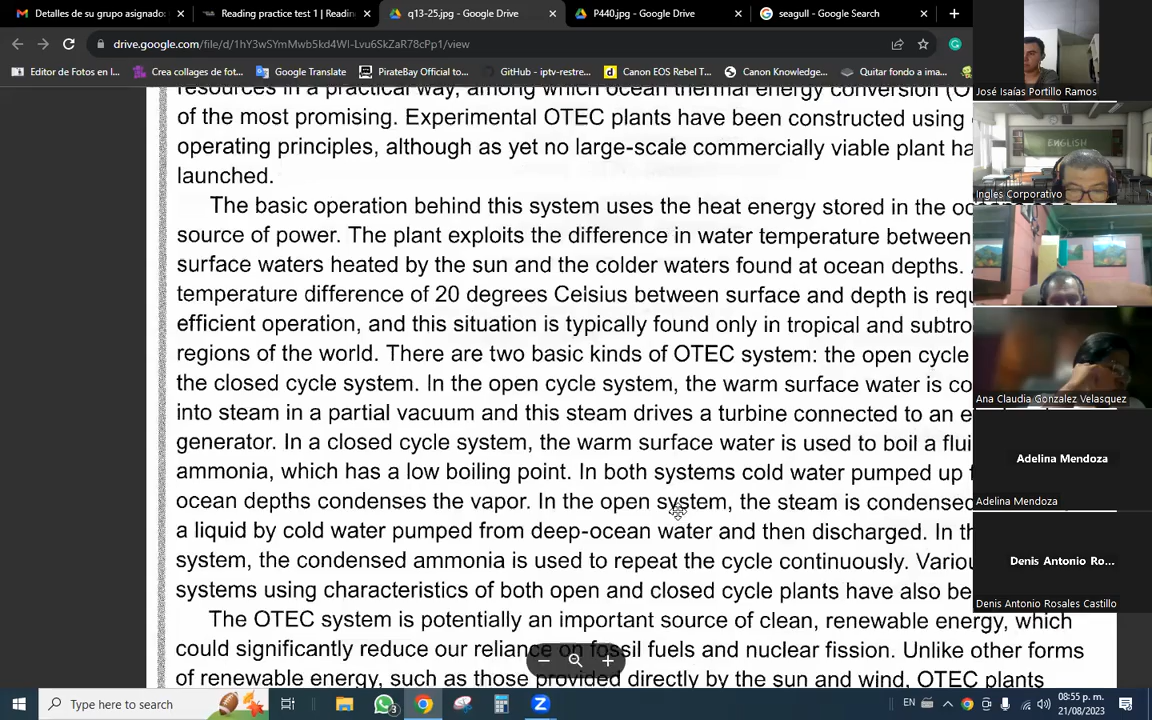 Detalles de su grupo asignado:
Reading practice test 1 | Readin
q13-25.jpg - Google Drive
P440.jpg - Google Drive
seagull - Google Search
drive.google.com/file/d/1hY3wSYmMwb5kd4WI-Lvu6SkZaR78cPp1/view
Editor de Fotos en l...
Crea collages de fot...
Google Translate
PirateBay Official to...
GitHub - iptv-restre...
Canon EOS Rebel T...
Canon Knowledge...
Quitar fondo a ima...
resources in a practical way, among which ocean thermal energy conversion (O
of the most promising. Experimental OTEC plants have been constructed using
operating principles, although as yet no large-scale commercially viable plant ha
launched.
The basic operation behind this system uses the heat energy stored in the oc
source of power. The plant exploits the difference in water temperature between
surface waters heated by the sun and the colder waters found at ocean depths.
temperature difference of 20 degrees Celsius between surface and depth is requ
efficient operation, and this situation is typically found only in tropical and subtro
regions of the world. There are two basic kinds of OTEC system: the open cycle
the closed cycle system. In the open cycle system, the warm surface water is co
into steam in a partial vacuum and this steam drives a turbine connected to an e
generator. In a closed cycle system, the warm surface water is used to boil a flui
ammonia, which has a low boiling point. In both systems cold water pumped up f
ocean depths condenses the vapor. In the open system, the steam is condensed
a liquid by cold water pumped from deep-ocean water and then discharged. In th
system, the condensed ammonia is used to repeat the cycle continuously. Variou
systems using characteristics of both open and closed cycle plants have also be
The OTEC system is potentially an important source of clean, renewable energy, which
could significantly reduce our reliance on fossil fuels and nuclear fission. Unlike other forms
of renewable energy, such as those provided directly by the sun and wind, OTEC plants
José Isaías Portillo Ramos
ENGLISH
Ingles Corporativo
Ana Claudia Gonzalez Velasquez
Adelina Mendoza
Adelina Mendoza
Denis Antonio Ro...
Denis Antonio Rosales Castillo
Type here to search
3
EN
08:55 p. m.
21/08/2023